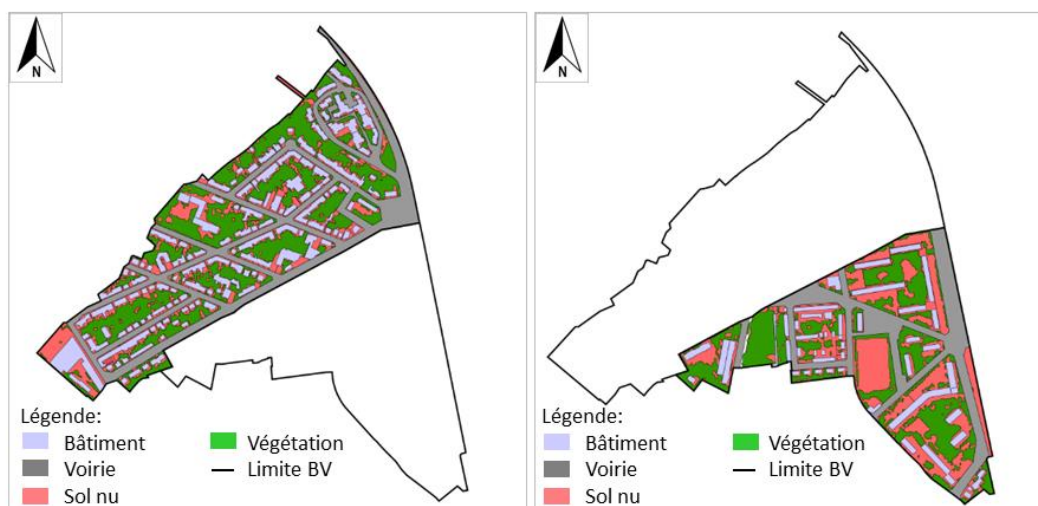 N
Légende:
Bâtiment
Végétation
Voirie
Limite BV
Sol nu
N
Légende:
Bâtiment
Végétation
Voirie
Limite BV
Sol nu